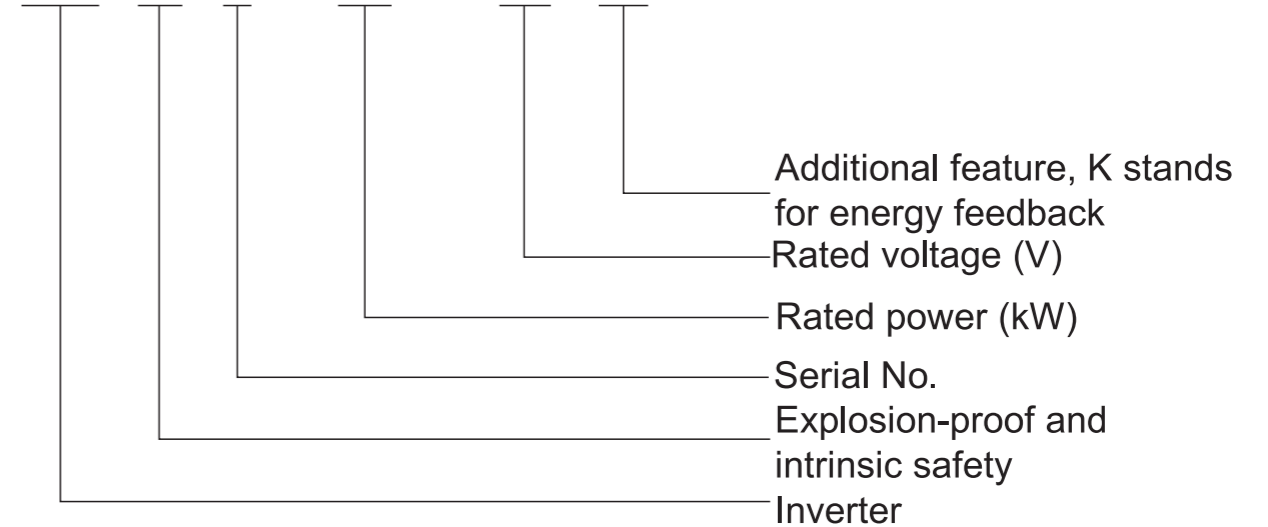 Additional feature, K stands
for energy feedback
Rated voltage (V)
Rated power (kW)
Serial No.
Explosion-proof and
intrinsic safety
Inverter